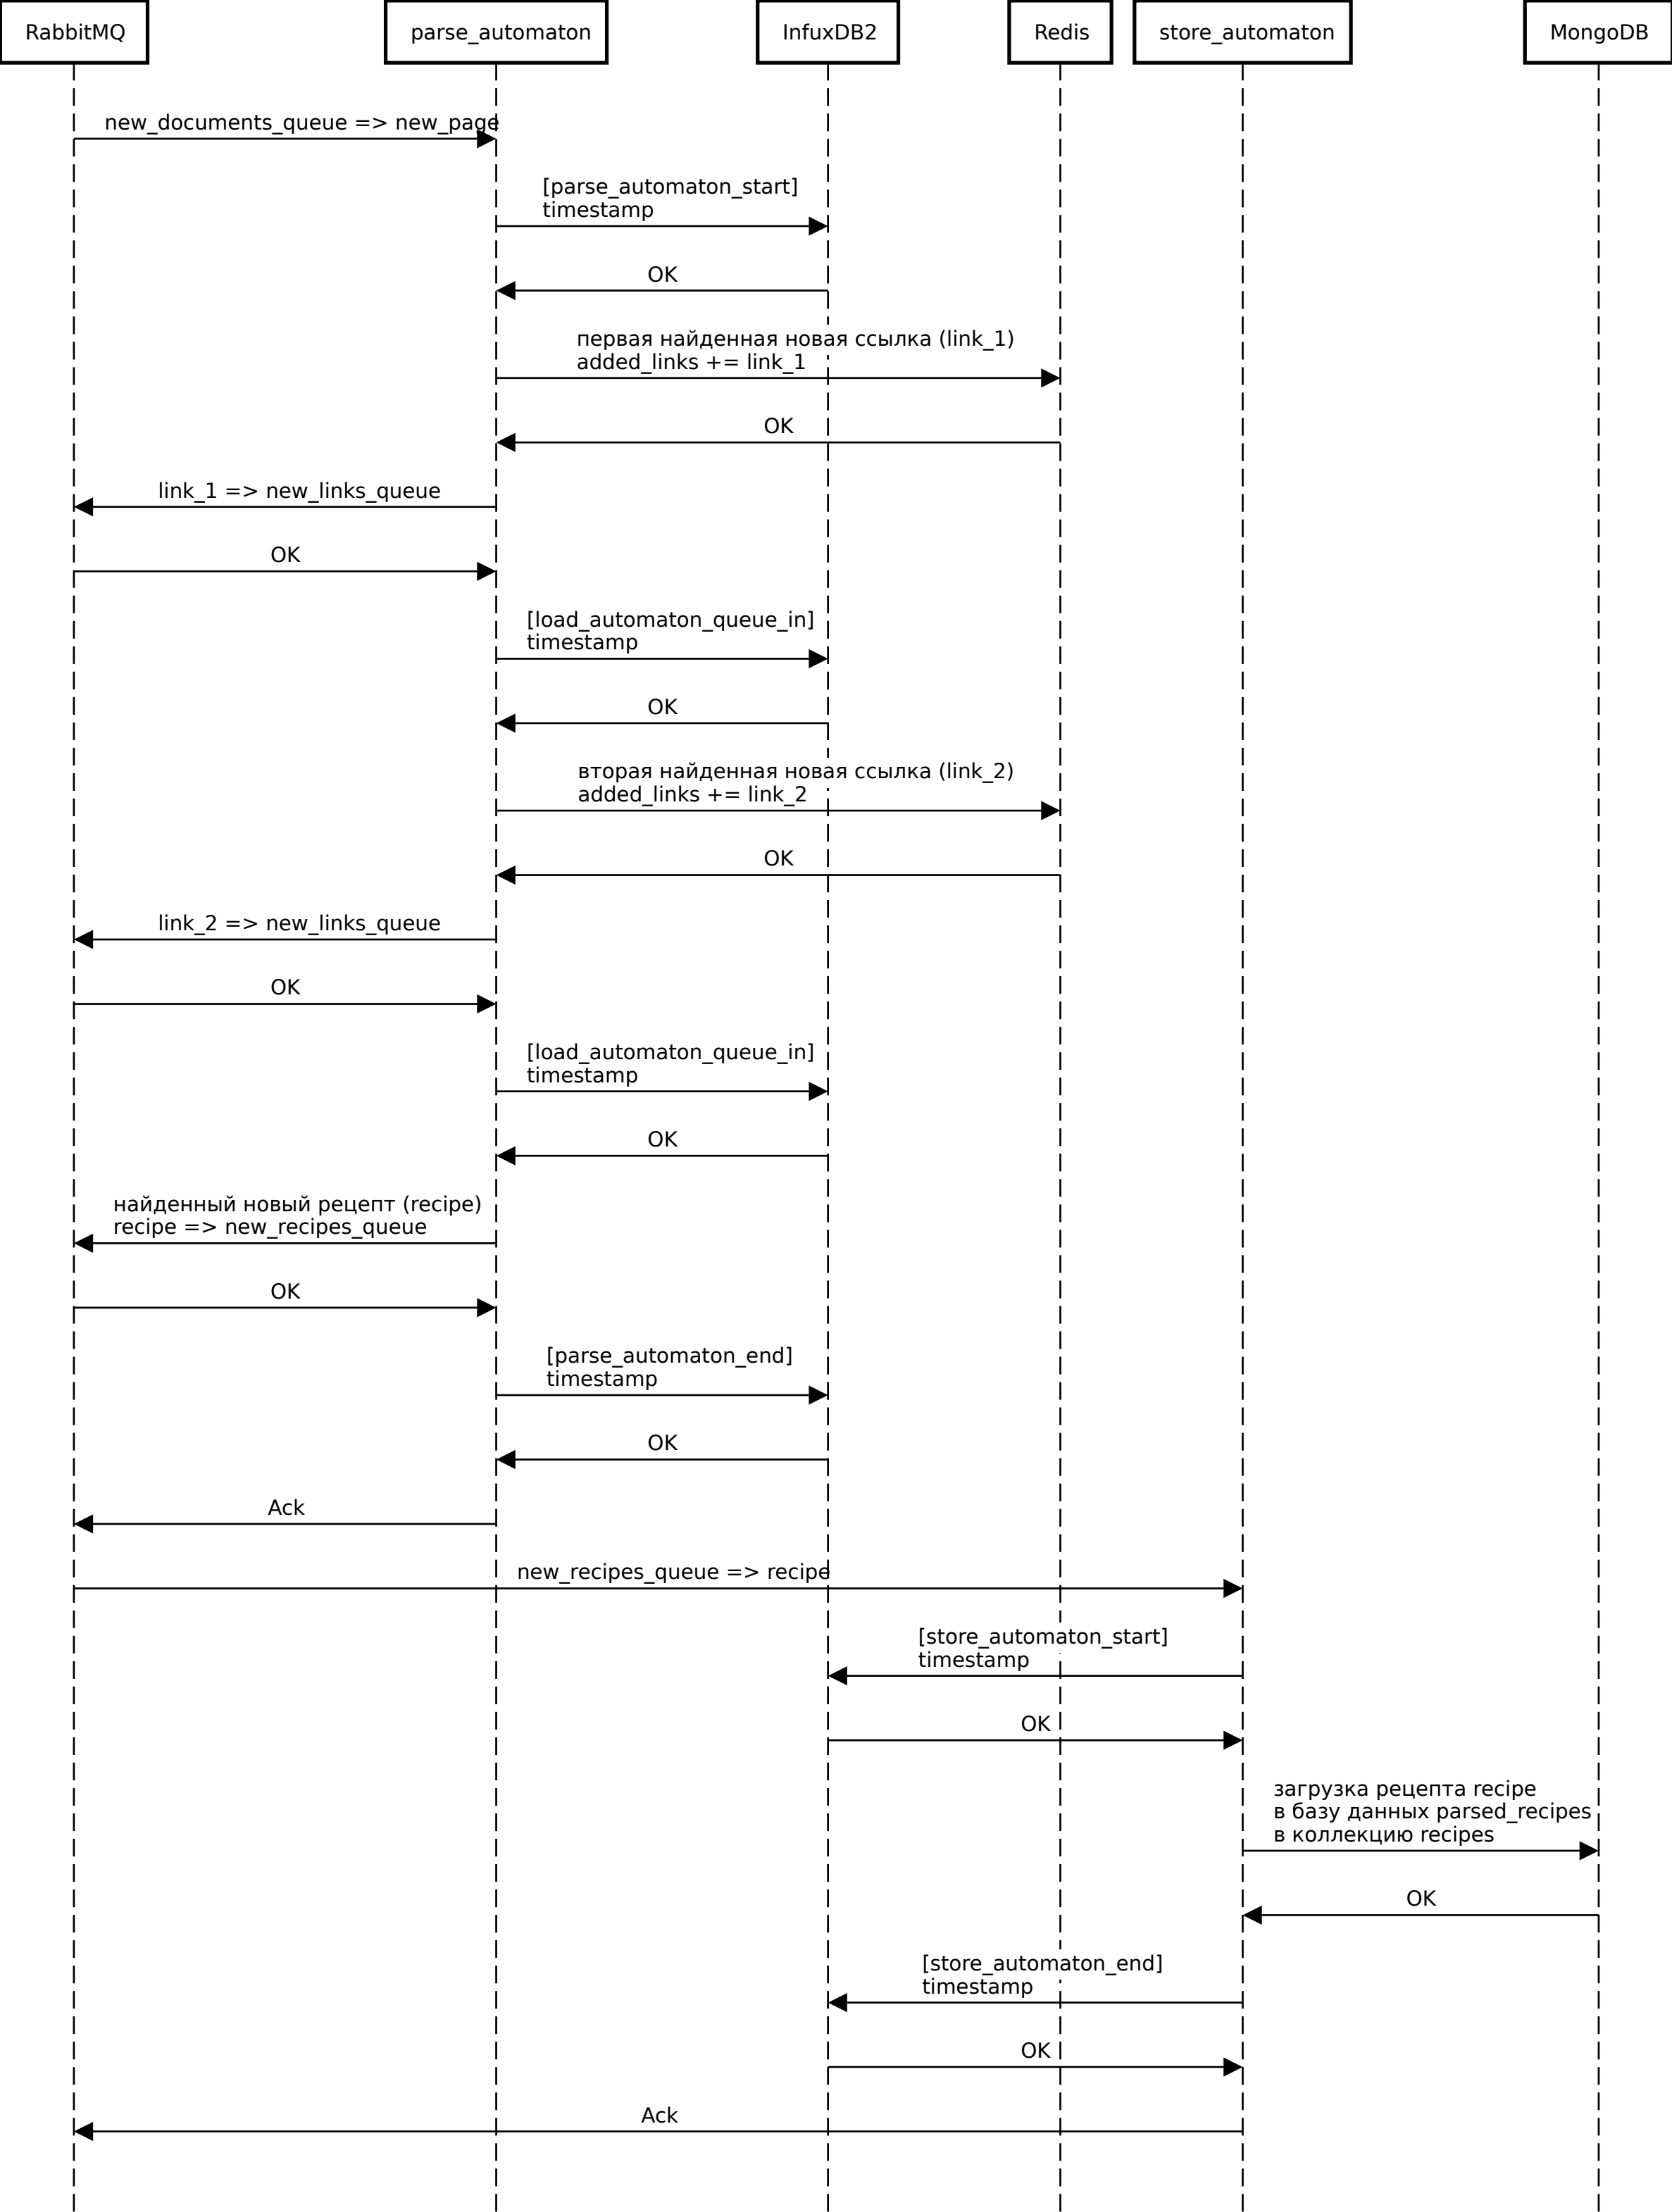 RabbitMQ
parse_automaton
InfuxDB2
Redis
store_automaton
MongoDB
new_documents_queue => new_page
[parse_automaton_start]
timestamp
OK
первая найденная новая ссылка (link_1)
added_links += link_1
OK
link_1 => new_links_queue
OK
[load_automaton_queue_in]
timestamp
OK
вторая найденная новая ссылка (link_2)
added_links += link_2
OK
link_2 => new_links_queue
OK
[load_automaton_queue_in]
timestamp
OK
найденный новый рецепт (recipe)
recipe => new_recipes_queue
OK
[parse_automaton_end]
timestamp
OK
Ack
new_recipes_queue => recipe
[store_automaton_start]
timestamp
OK
загрузка рецепта recipe
в базу данных parsed_recipes
в коллекцию recipes
OK
[store_automaton_end]
timestamp
OK
Ack